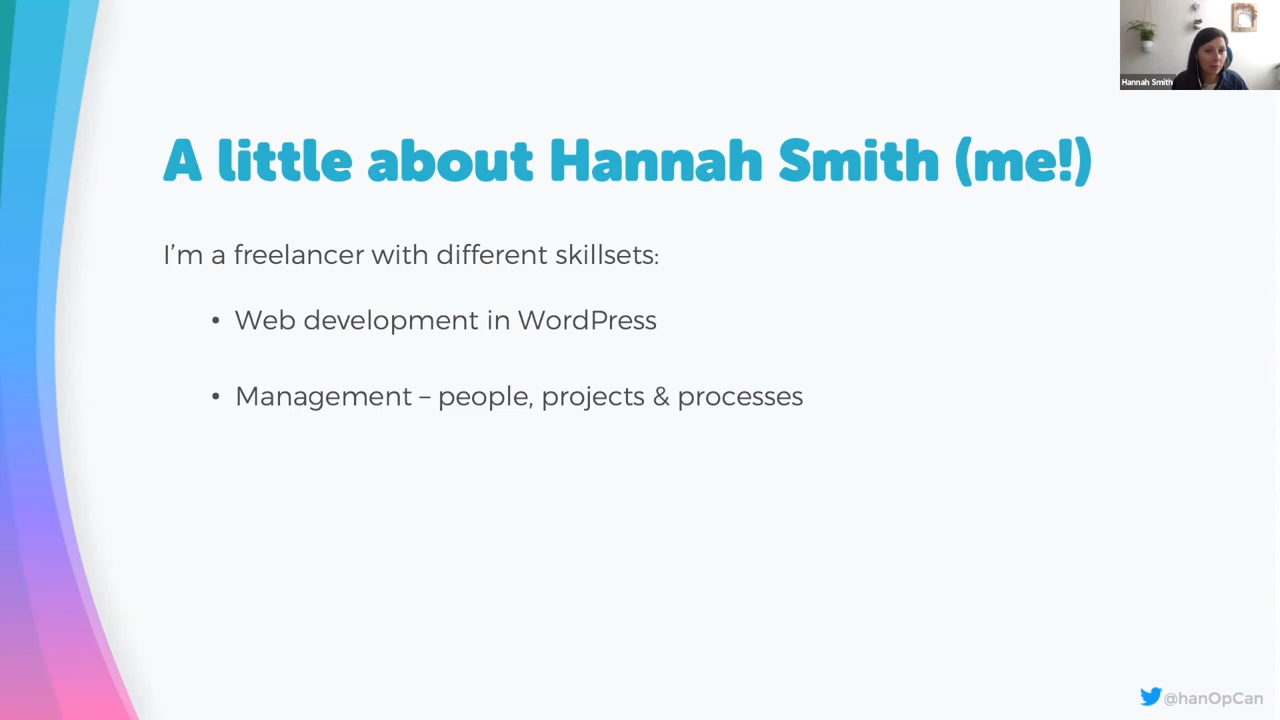 Hannah Smith
A little about Hannah Smith (me!)
I’m a freelancer with different skillsets:
• Web development in WordPress
• Management – people, projects & processes
@hanOpCan